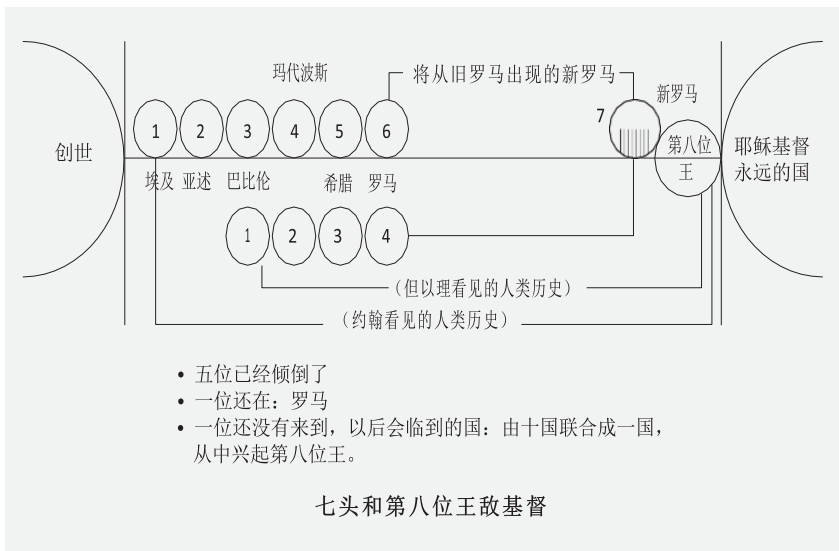 玛代波斯
将从旧罗马出现的新罗马
新罗马
7
1 2 3 4 5 6
第八位
王
创世
耶稣基督
永远的国
埃及 亚述 巴比伦 希腊 罗马
1 2 3 4
（但以理看见的人类历史）
（约翰看见的人类历史）
• 五位已经倾倒了
• 一位还在：罗马
• 一位还没有来到，以后会临到的国：由十国联合成一国，
从中兴起第八位王。
七头和第八位王敌基督